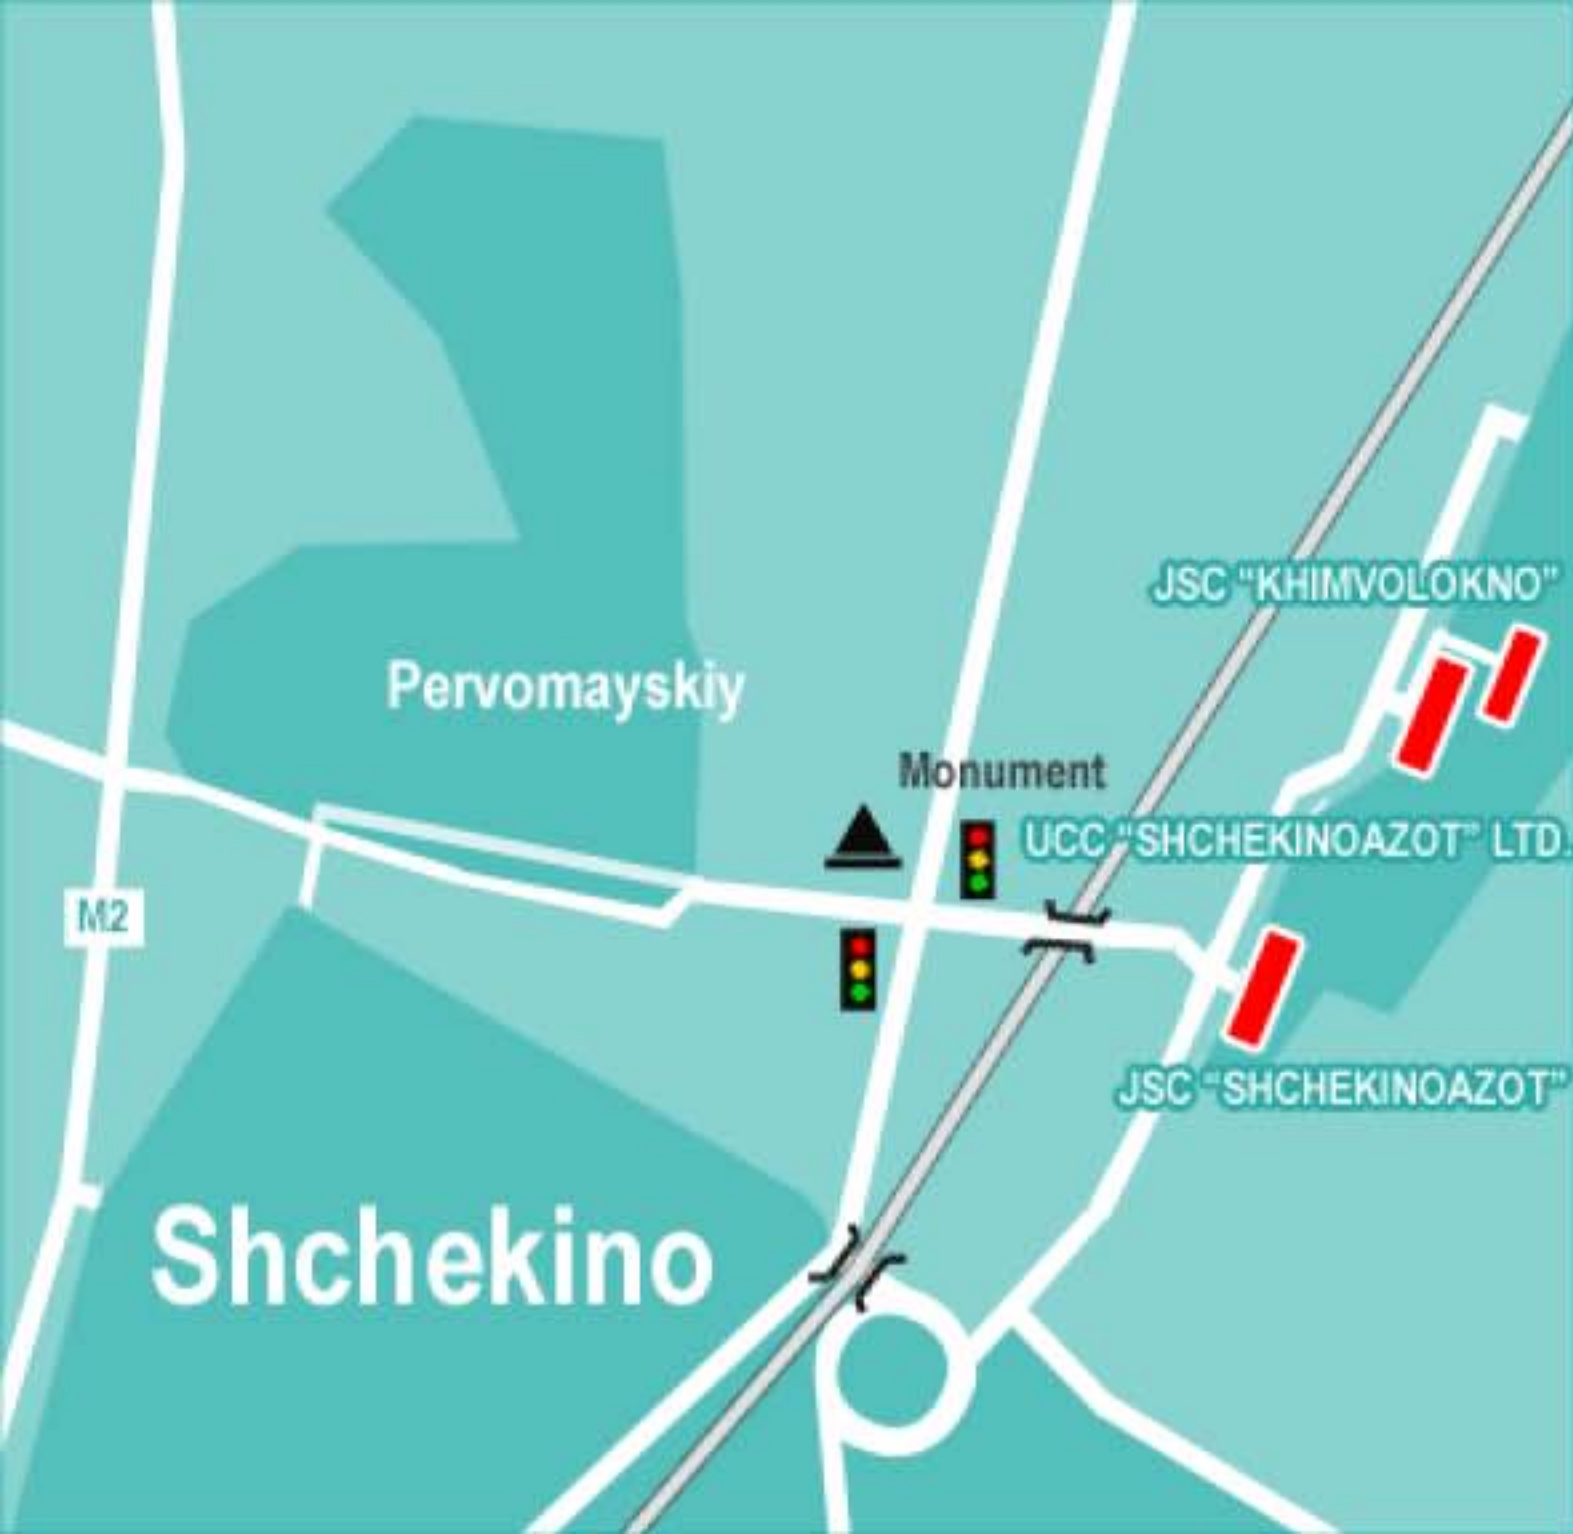 JSC “KHIMVOLOKNO”
Pervomayskiy
Monument
UCC “SHCHEKINOAZOT” LTD.
M2
JSC “SHCHEKINOAZOT”
Shchekino